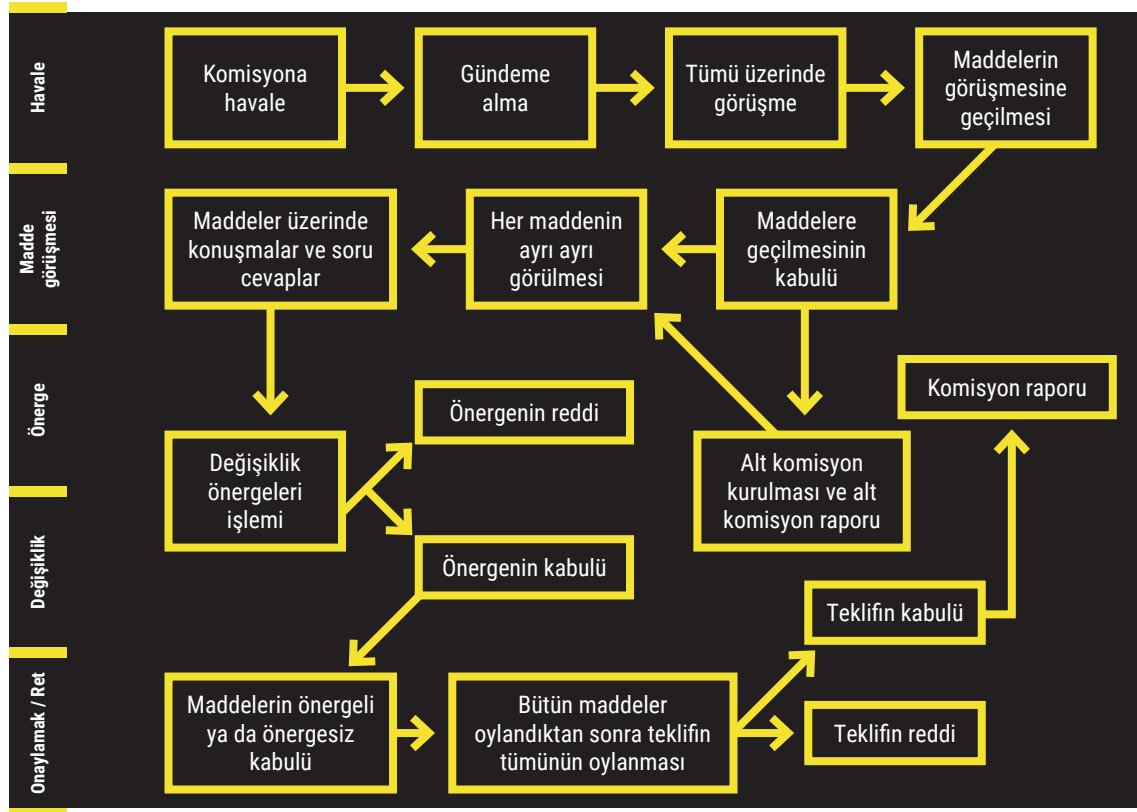 Havale
Komisyona
havale
Gündeme
alma
Tümü üzerinde
görüşme
Maddelerin
görüşmesine
geçilmesi
Madde
görüşmesi
Maddeler üzerinde
konuşmalar ve soru
cevaplar
Her maddenin
ayrı ayrı
görülmesi
Maddelere
geçilmesinin
kabulü
Önerge
Değişiklik
önergeleri
işlemi
Önergenin reddi
Alt komisyon
kurulması ve alt
komisyon raporu
Komisyon raporu
Değişiklik
Önergenin kabulü
Teklifin kabulü
Onaylamak / Ret
Maddelerin önergeli
ya da önergesiz
kabulü
Bütün maddeler
oylandıktan sonra teklifin
tümünün oylanması
Teklifin reddi